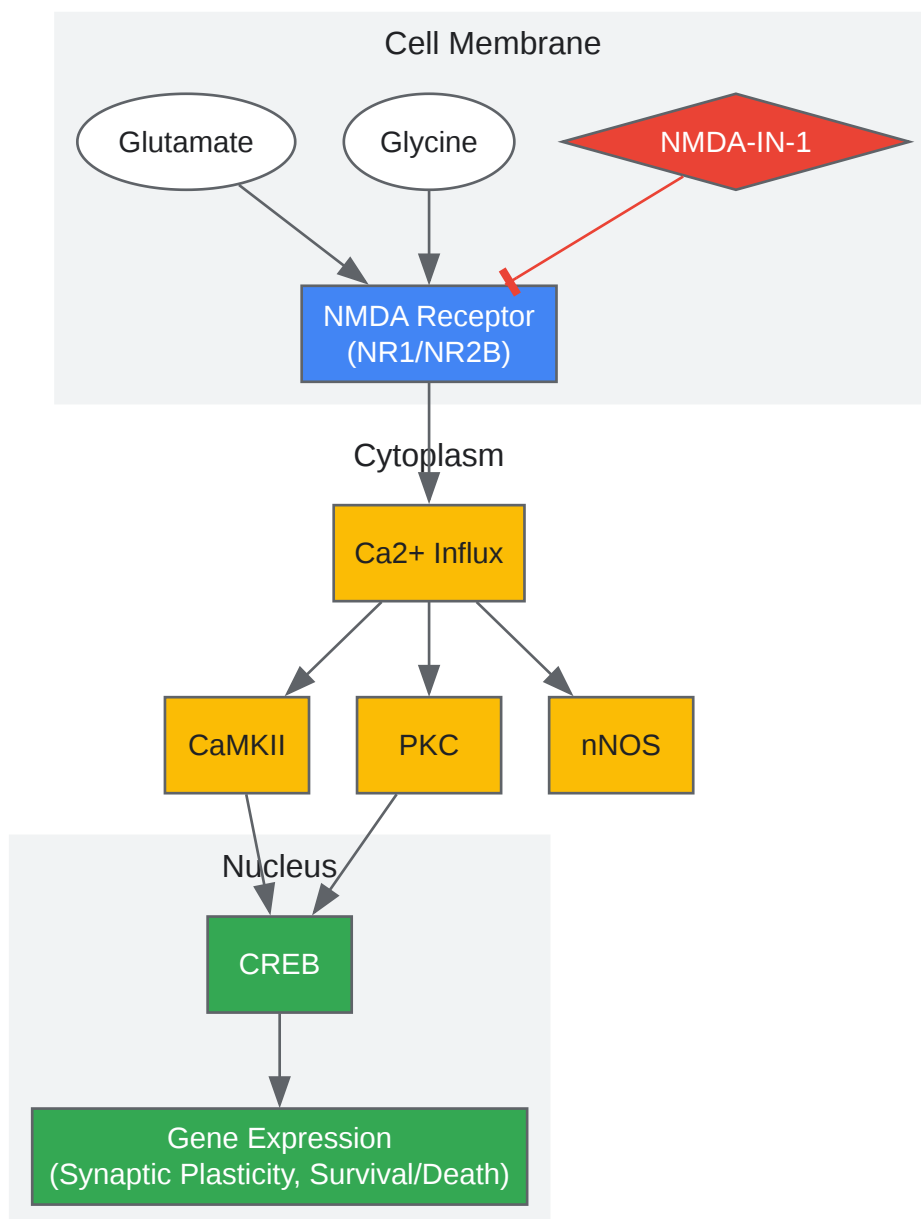 Cell Membrane
Glutamate
Glycine
NMDA-IN-1
NMDA Receptor
(NR1/NR2B)
Cytoplasm
Ca2+ Influx
CaMKII
PKC
nNOS
Nucleus
CREB
Gene Expression
(Synaptic Plasticity, Survival/Death)